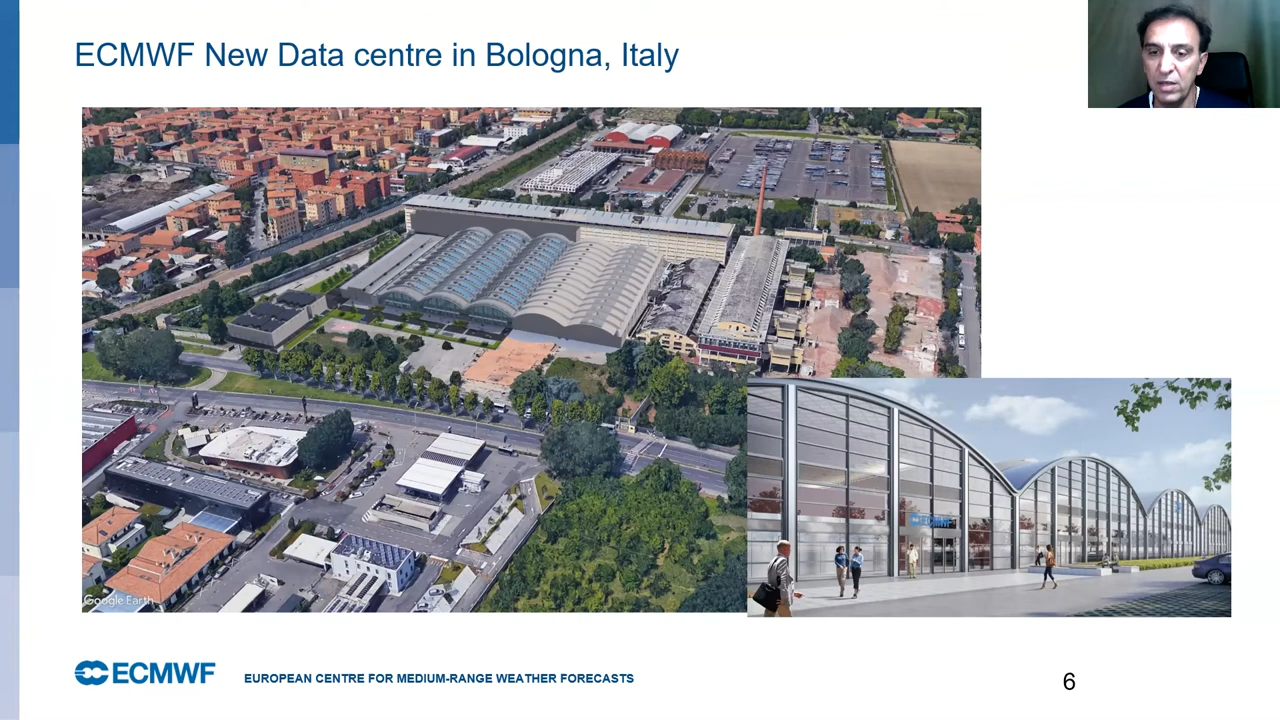 ECMWF New Data centre in Bologna, Italy
ECMWF
Google Earth
ECMWF
EUROPEAN CENTRE FOR MEDIUM-RANGE WEATHER FORECASTS
6